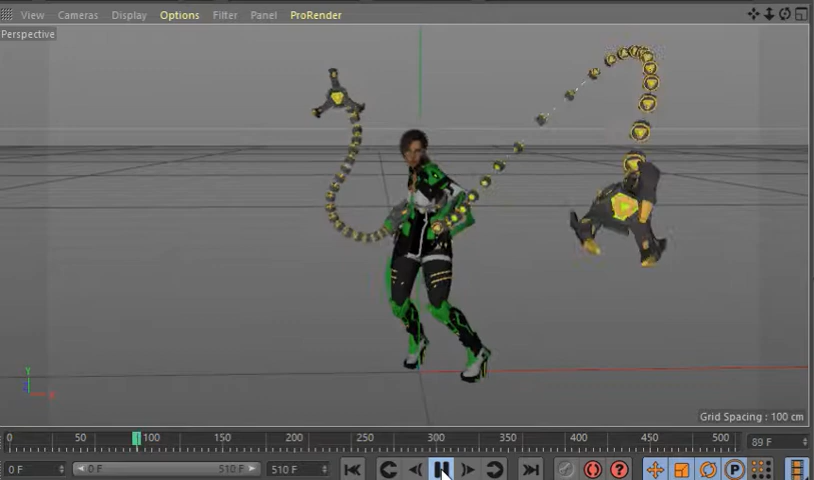 View Cameras Display Options Filter Panel ProRender
Perspective
Y
Grid Spacing : 100 cm
0 50 100 150 200 250 300 350 400 450 500 89 F
0 F 0 F 510 F 510 F
P